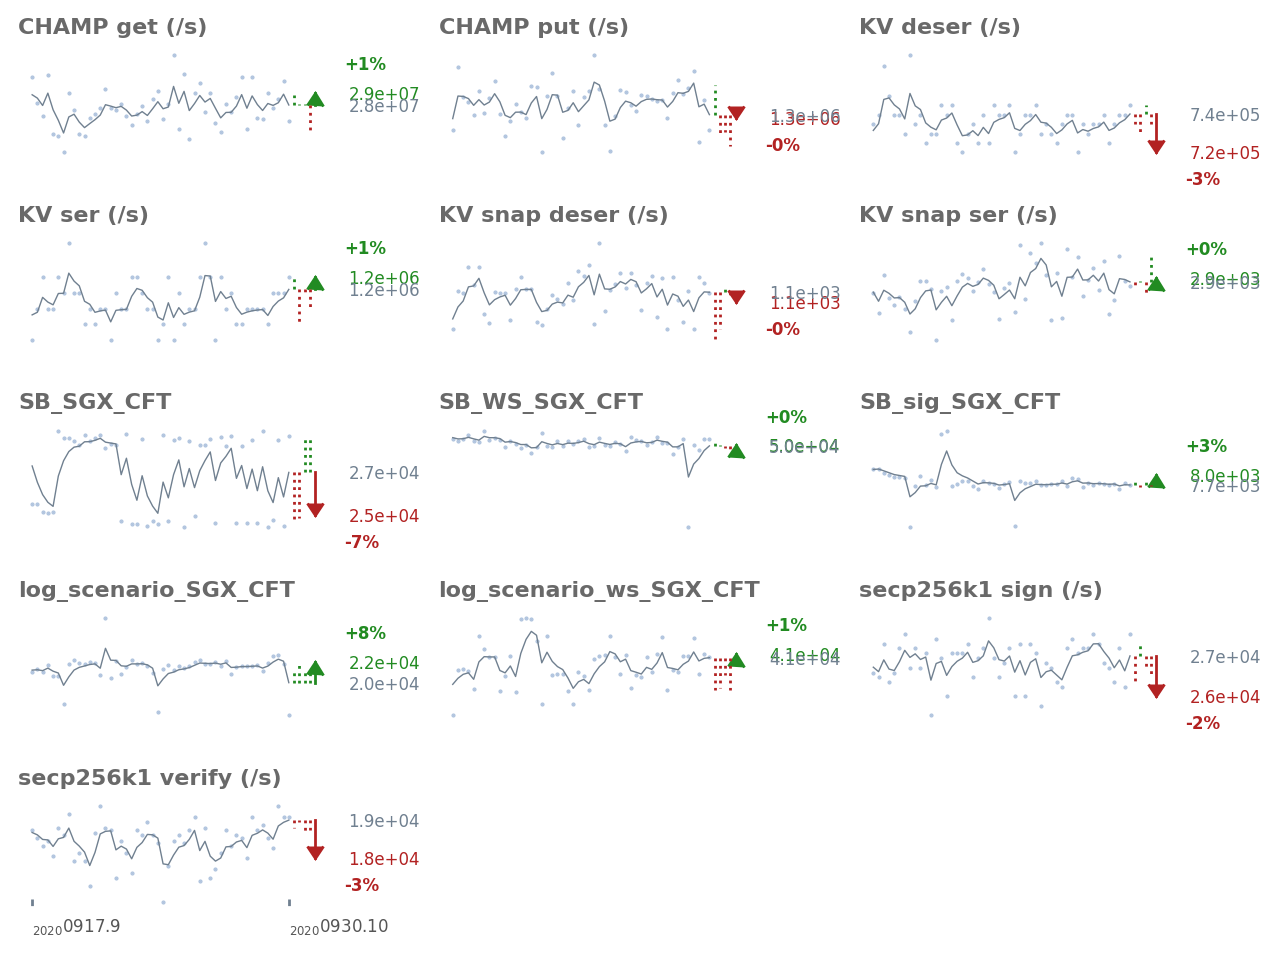 CHAMP get (/s)
+1%
2.9e+07
2.8e+07
CHAMP put (/s)
1.3e+06
1.3e+06
-0%
KV deser (/s)
7.4e+05
7.2e+05
-3%
KV ser (/s)
+1%
1.2e+06
1.2e+06
KV snap deser (/s)
1.1e+03
1.1e+03
-0%
KV snap ser (/s)
+0%
2.9e+03
2.9e+03
SB_SGX_CFT
2.7e+04
2.5e+04
-7%
SB_WS_SGX_CFT
+0%
5.0e+04
5.0e+04
SB_sig_SGX_CFT
+3%
8.0e+03
7.7e+03
log_scenario_SGX_CFT
+8%
2.2e+04
2.0e+04
log_scenario_ws_SGX_CFT
+1%
4.1e+04
4.1e+04
secp256k1 sign (/s)
2.7e+04
2.6e+04
-2%
secp256k1 verify (/s)
1.9e+04
1.8e+04
-3%
20200917.9
20200930.10